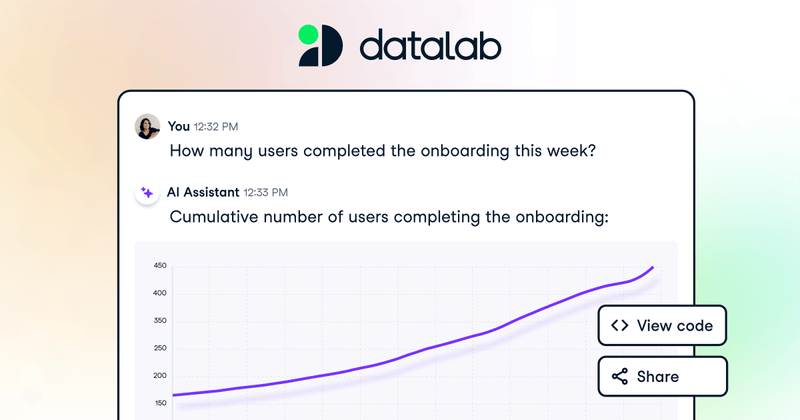 datalab
You 12:32 PM
How many users completed the onboarding this week?
AI Assistant 12:33 PM
Cumulative number of users completing the onboarding:
450
400
350
250
200
150
View code
Share